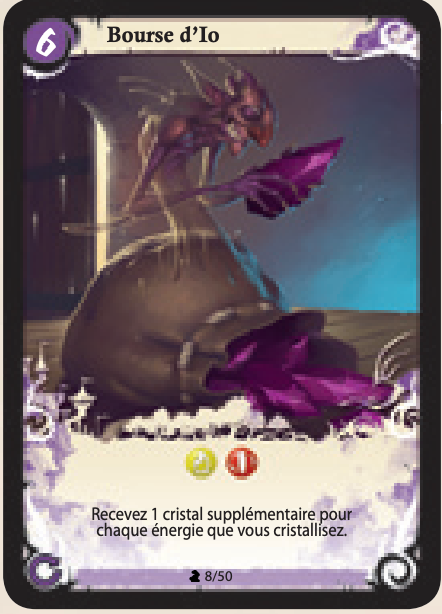 6
Bourse d'Io
2 1
Recevez 1 cristal supplémentaire pour
chaque énergie que vous cristallisez.
8/50